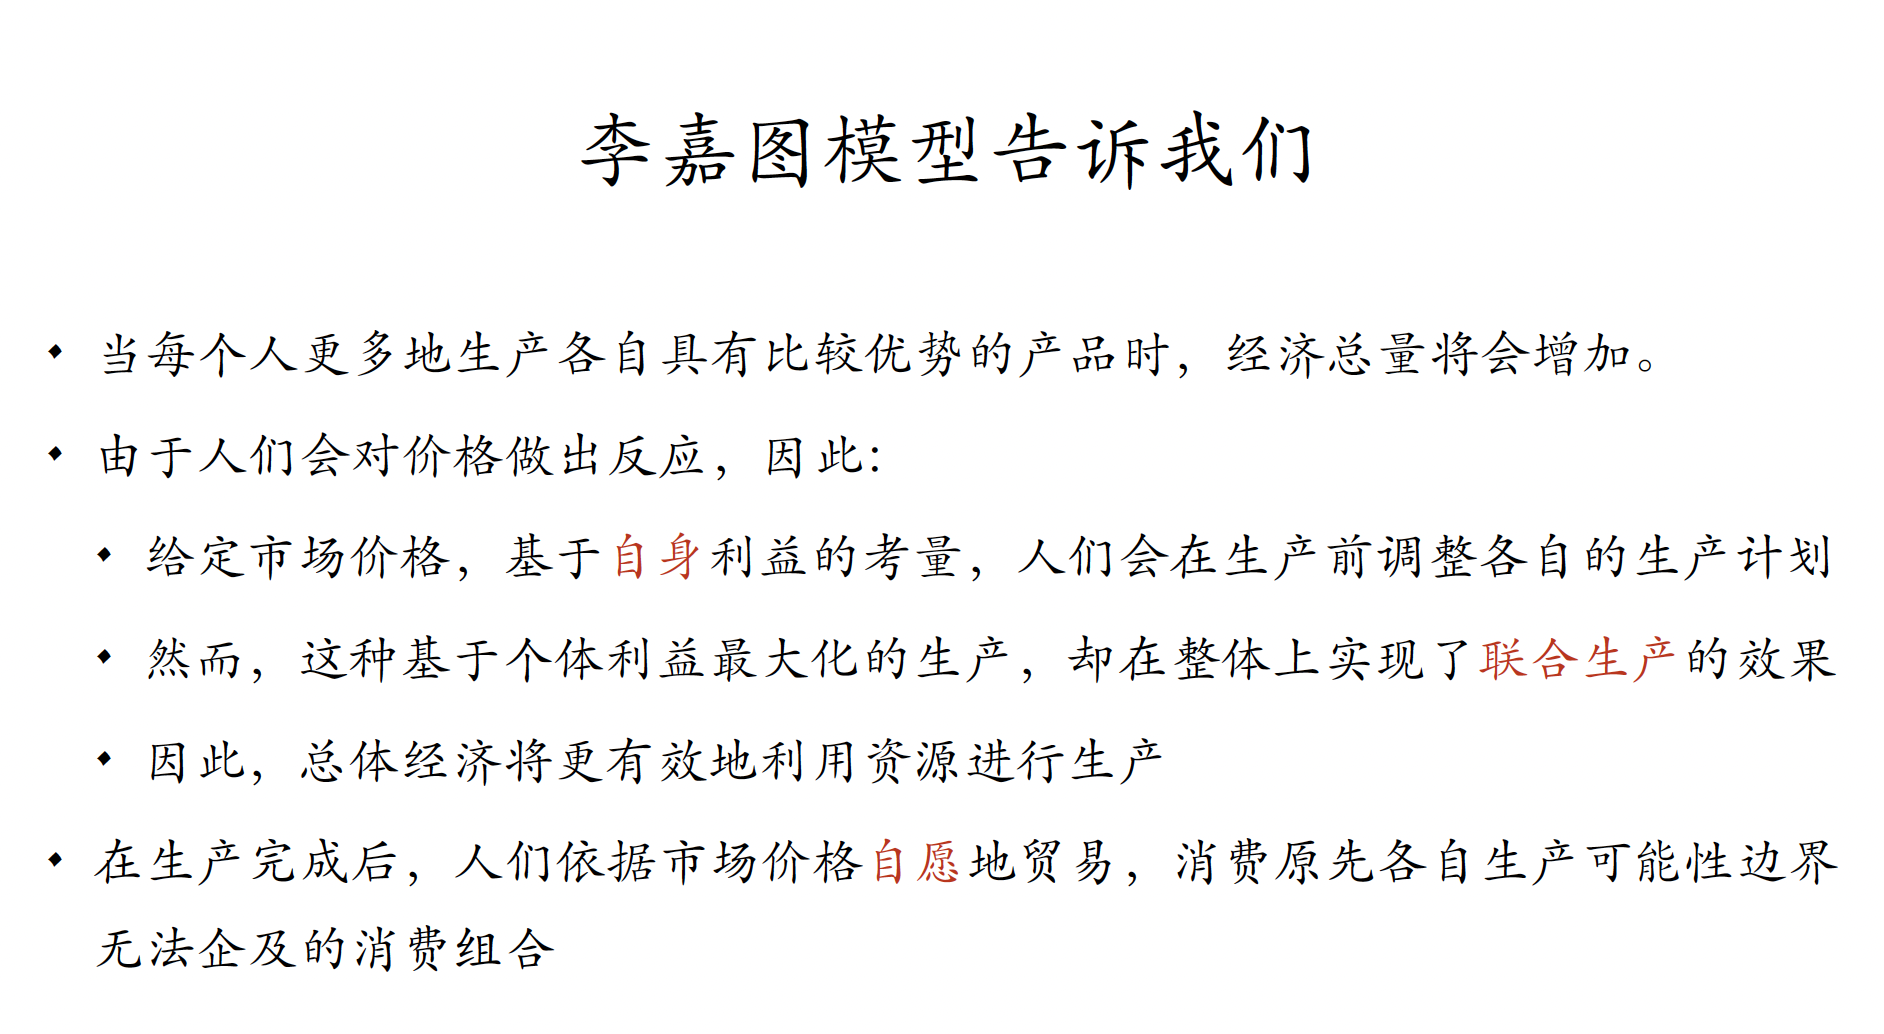 李嘉图模型告诉我们
当每个人更多地生产各自具有比较优势的产品时，经济总量将会增加。
由于人们会对价格做出反应，因此：
给定市场价格，基于自身利益的考量，人们会在生产前调整各自的生产计划
然而，这种基于个体利益最大化的生产，却在整体上实现了联合生产的效果
因此，总体经济将更有效地利用资源进行生产
在生产完成后，人们依据市场价格自愿地贸易，消费原先各自生产可能性边界
无法企及的消费组合